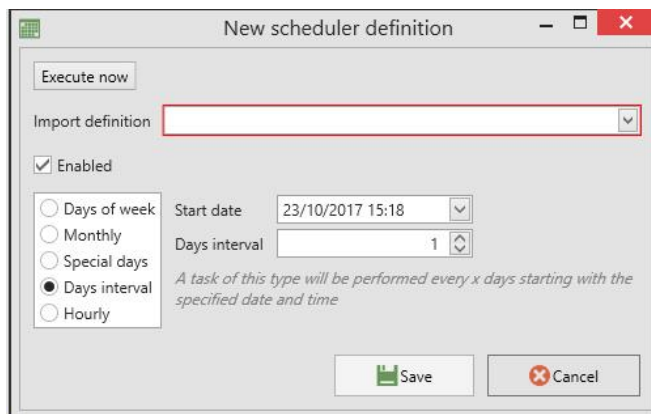 New scheduler definition
Execute now
Import definition
Enabled
Days of week
Monthly
Special days
Days interval
Hourly
Start date 23/10/2017 15:18
Days interval 1
A task of this type will be performed every x days starting with the
specified date and time
Save Cancel